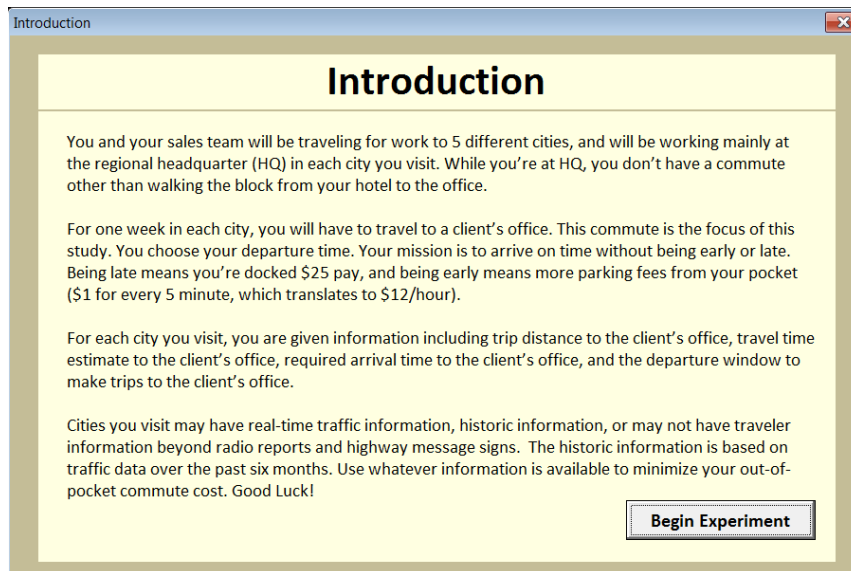 Introduction
Introduction
You and your sales team will be traveling for work to 5 different cities, and will be working mainly at
the regional headquarter (HQ) in each city you visit. While you’re at HQ, you don’t have a commute
other than walking the block from your hotel to the office.
For one week in each city, you will have to travel to a client’s office. This commute is the focus of this
study. You choose your departure time. Your mission is to arrive on time without being early or late.
Being late means you’re docked $25 pay, and being early means more parking fees from your pocket
($1 for every 5 minute, which translates to $12/hour).
For each city you visit, you are given information including trip distance to the client’s office, travel time
estimate to the client’s office, required arrival time to the client’s office, and the departure window to
make trips to the client’s office.
Cities you visit may have real-time traffic information, historic information, or may not have traveler
information beyond radio reports and highway message signs.  The historic information is based on
traffic data over the past six months. Use whatever information is available to minimize your out-of-
pocket commute cost. Good Luck!
Begin Experiment